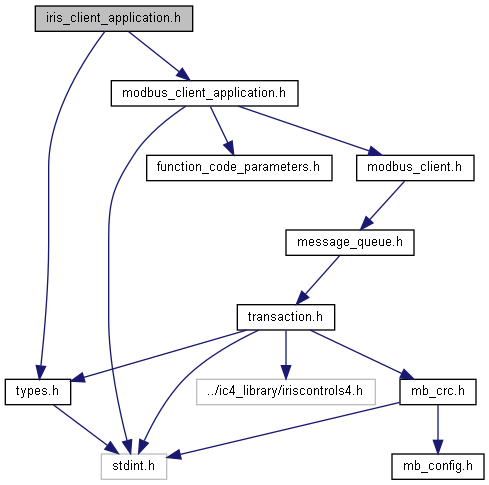 iris_client_application.h
modbus_client_application.h
function_code_parameters.h
modbus_client.h
message_queue.h
transaction.h
types.h
../ic4_library/iriscontrols4.h
mb_crc.h
stdint.h
mb_config.h